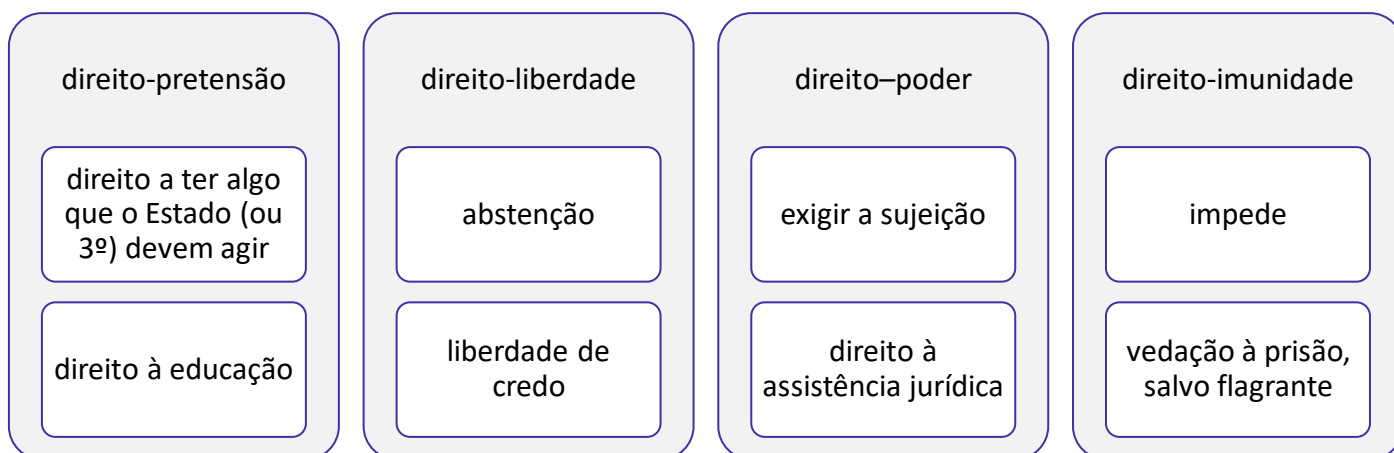 direito-pretensão
direito a ter algo
que o Estado (ou
3º) devem agir
direito à educação
direito-liberdade
abstenção
liberdade de
credo
direito–poder
exigir a sujeição
direito à
assistência jurídica
direito-imunidade
impede
vedação à prisão,
salvo flagrante